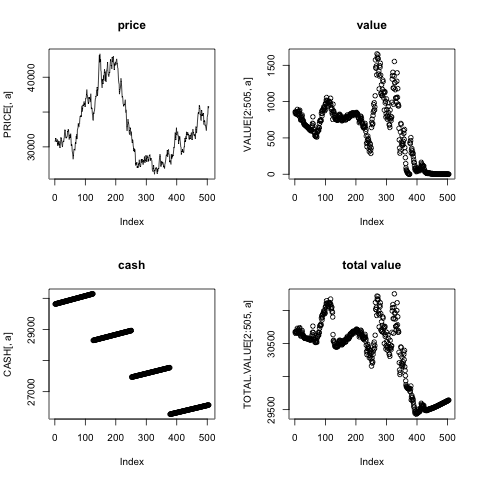 price
PRICE[, a]
40000
30000
0 100 200 300 400 500
Index
value
VALUE[2:505, a]
1500
1000
500
0
0 100 200 300 400 500
Index
cash
CASH[, a]
29000
27000
0 100 200 300 400 500
Index
total value
TOTAL.VALUE[2:505, a]
30500
29500
0 100 200 300 400 500
Index